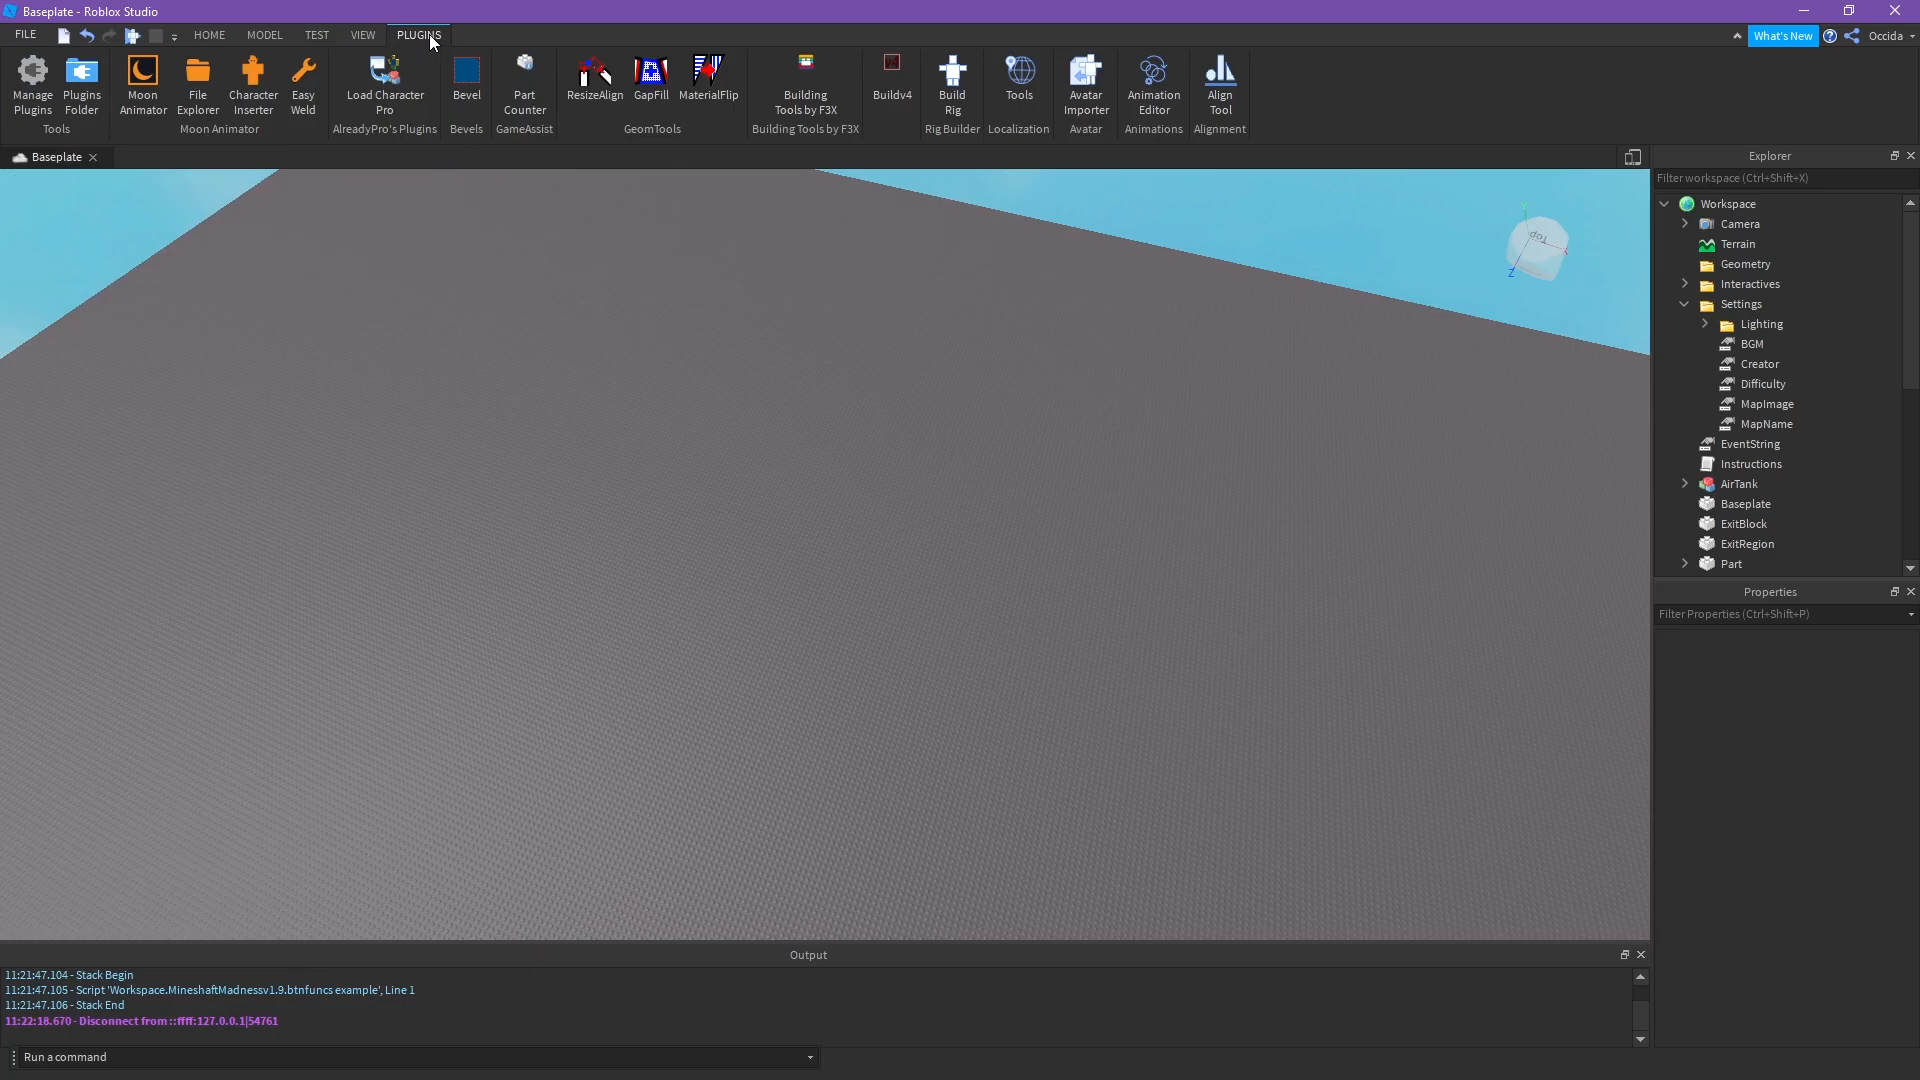 Baseplate - Roblox Studio
FILE HOME MODEL TEST VIEW PLUGINS What's New Occida
Manage Plugins
Plugins Folder
Tools
Moon Animator
File Explorer
Character Inserter
Easy Weld
Moon Animator
Load Character Pro
AlreadyPro's Plugins
Bevel
Bevels
Part Counter
GameAssist
ResizeAlign
GapFill
MaterialFlip
GeomTools
Building Tools by F3X
Building Tools by F3X
v4
Buildv4
Build Rig
Rig Builder
Tools
Localization
Avatar Importer
Avatar
Animation Editor
Animations
Align Tool
Alignment
Baseplate
Top
Y
X
Z
Explorer
Filter workspace (Ctrl+Shift+X)
Workspace
Camera
Terrain
Geometry
Interactives
Settings
Lighting
BGM
Creator
Difficulty
MapImage
MapName
EventString
Instructions
AirTank
Baseplate
ExitBlock
ExitRegion
Part
Properties
Filter Properties (Ctrl+Shift+P)
Output
11:21:47.104 - Stack Begin
11:21:47.105 - Script 'Workspace.MineshaftMadnessv1.9.btnfuncs example', Line 1
11:21:47.106 - Stack End
11:22:18.670 - Disconnect from ::ffff:127.0.0.1|54761
Run a command